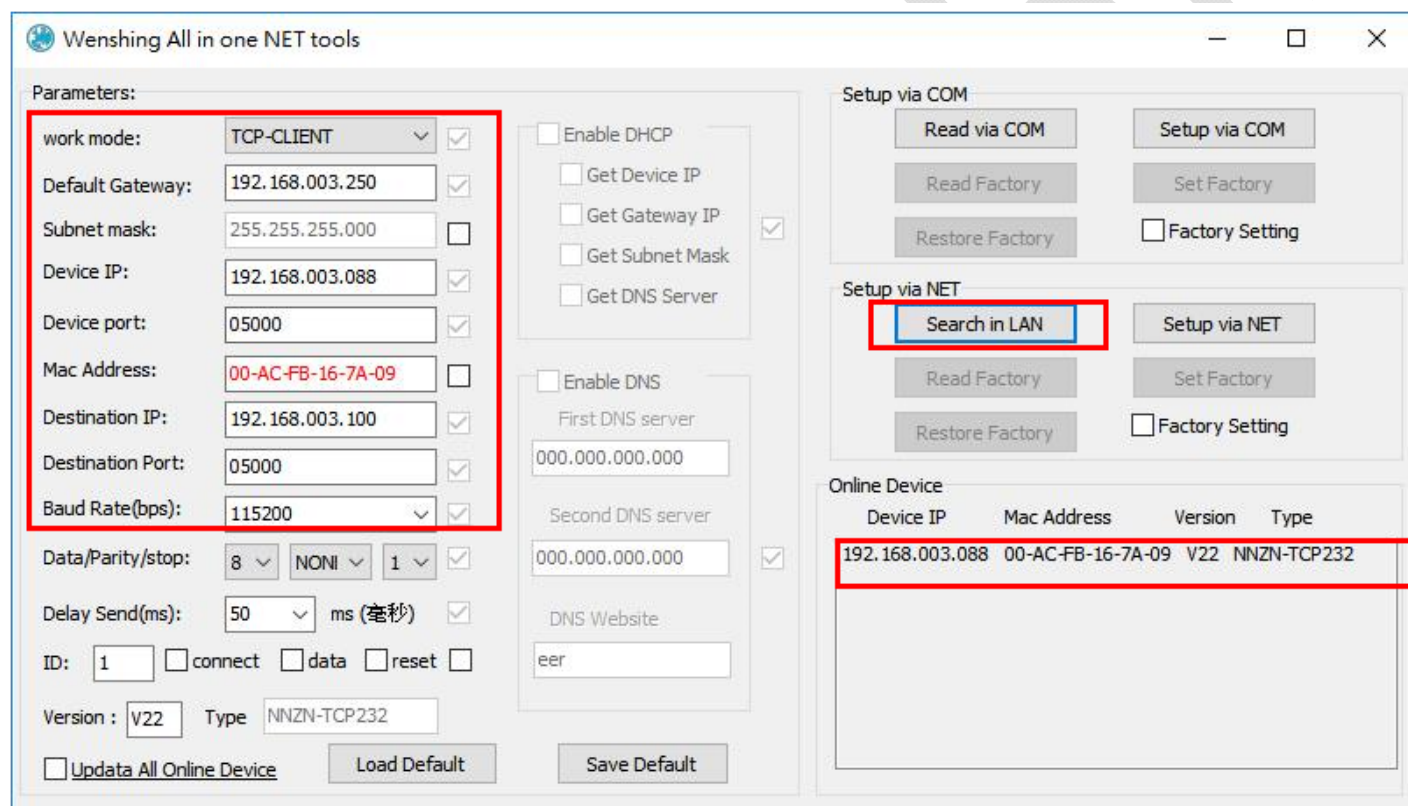 Wenshing All in one NET tools
Parameters:
work mode: TCP-CLIENT
Default Gateway: 192.168.003.250
Subnet mask: 255.255.255.000
Device IP: 192.168.003.088
Device port: 05000
Mac Address: 00-AC-FB-16-7A-09
Destination IP: 192.168.003.100
Destination Port: 05000
Baud Rate(bps): 115200
Data/Parity/stop: 8 NONI 1
Delay Send(ms): 50 ms (毫秒)
ID: 1 connect data reset
Version : V22 Type NNZN-TCP232
Updata All Online Device Load Default Save Default
Enable DHCP
Get Device IP
Get Gateway IP
Get Subnet Mask
Get DNS Server
Enable DNS
First DNS server
000.000.000.000
Second DNS server
000.000.000.000
DNS Website
eer
Setup via COM
Read via COM Setup via COM
Read Factory Set Factory
Restore Factory Factory Setting
Setup via NET
Search in LAN Setup via NET
Read Factory Set Factory
Restore Factory Factory Setting
Online Device
Device IP Mac Address Version Type
192.168.003.088 00-AC-FB-16-7A-09 V22 NNZN-TCP232